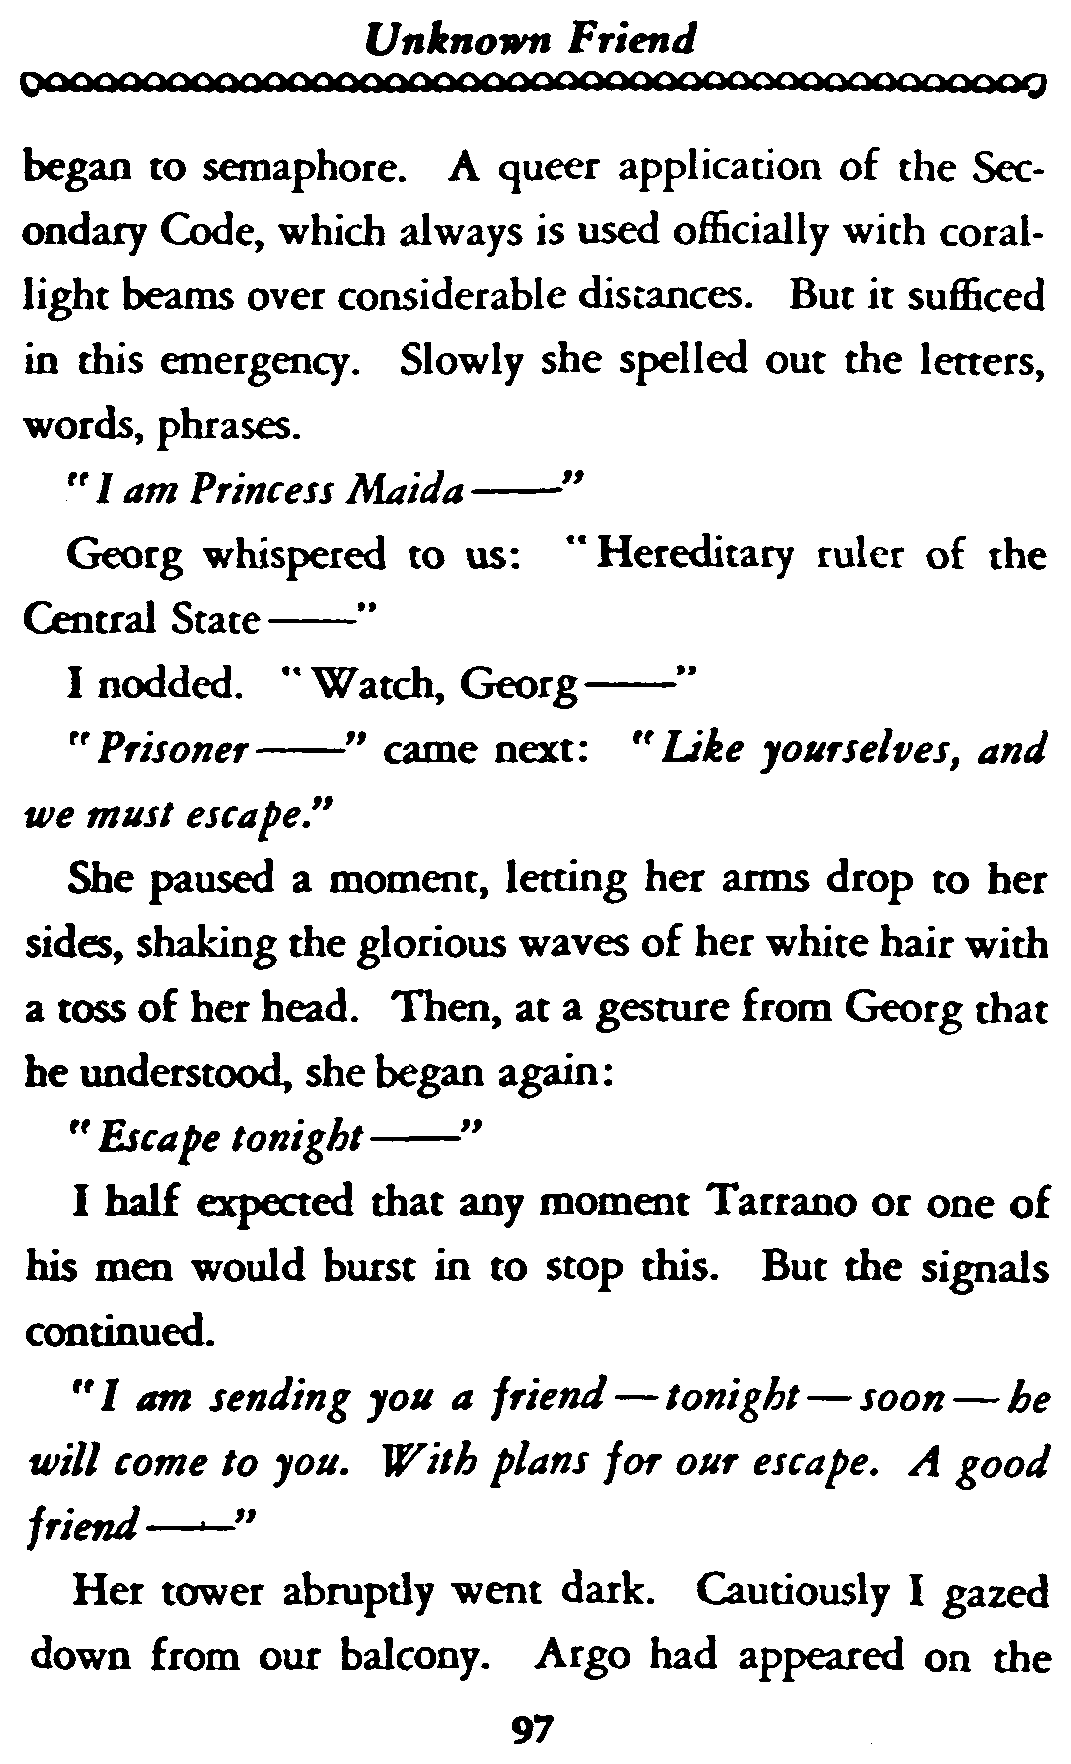 Unknown Friend
began to semaphore. A queer application of the Sec-
ondary Code, which always is used officially with coral-
light beams over considerable distances. But it sufficed
in this emergency. Slowly she spelled out the letters,
words, phrases.
"I am Princess Maida——"
Georg whispered to us: "Hereditary ruler of the
Central State——"
I nodded. "Watch, Georg——"
"Prisoner——" came next: "Like yourselves, and
we must escape."
She paused a moment, letting her arms drop to her
sides, shaking the glorious waves of her white hair with
a toss of her head. Then, at a gesture from Georg that
he understood, she began again:
"Escape tonight——"
I half expected that any moment Tarrano or one of
his men would burst in to stop this. But the signals
continued.
"I am sending you a friend—tonight—soon—he
will come to you. With plans for our escape. A good
friend——"
Her tower abruptly went dark. Cautiously I gazed
down from our balcony. Argo had appeared on the
97